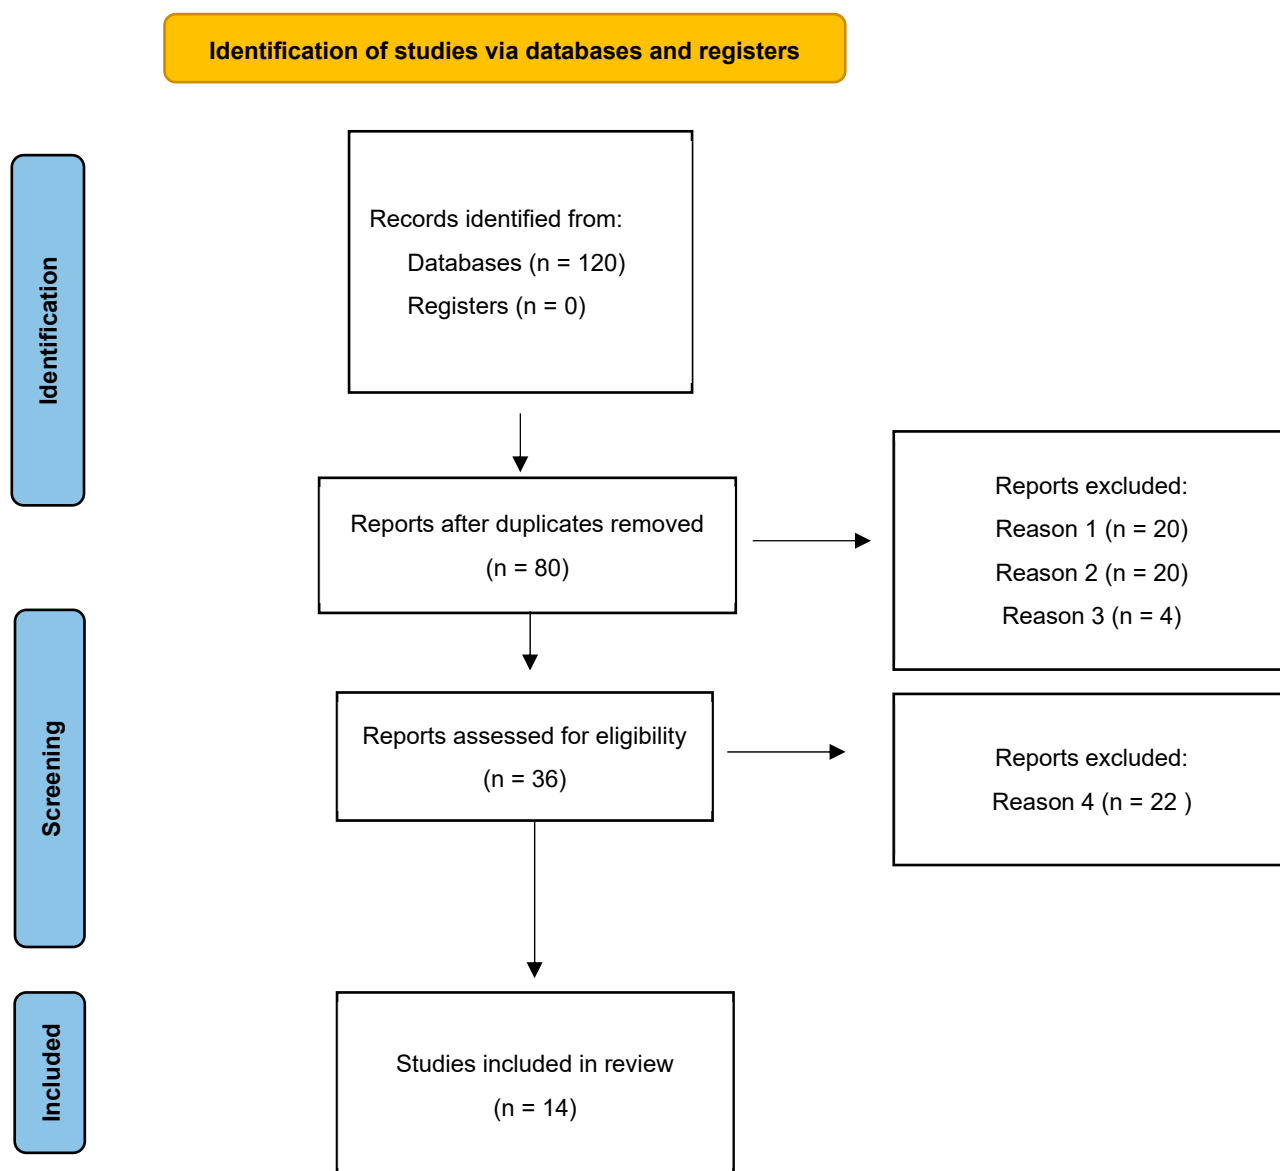 Identification of studies via databases and registers
Identification
Records identified from:
Databases (n = 120)
Registers (n = 0)
Reports after duplicates removed
(n = 80)
Reports excluded:
Reason 1 (n = 20)
Reason 2 (n = 20)
Reason 3 (n = 4)
Screening
Reports assessed for eligibility
(n = 36)
Reports excluded:
Reason 4 (n = 22 )
Included
Studies included in review
(n = 14)